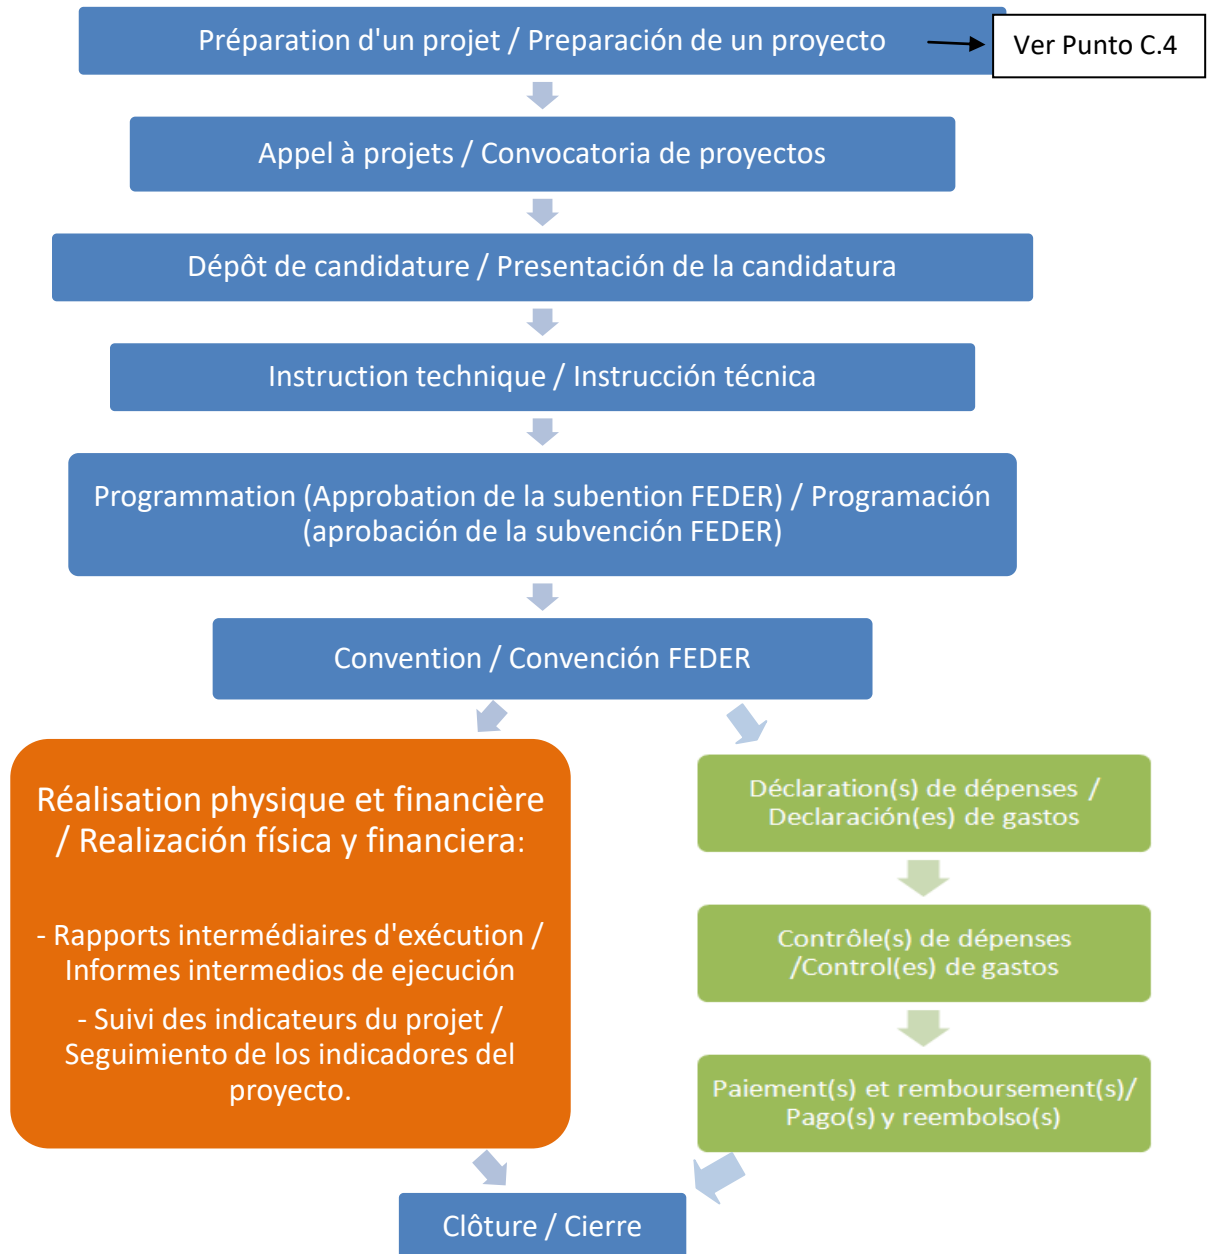 Préparation d'un projet / Preparación de un proyecto
Ver Punto C.4
Appel à projets / Convocatoria de proyectos
Dépôt de candidature / Presentación de la candidatura
Instruction technique / Instrucción técnica
Programmation (Approbation de la subention FEDER) / Programación
(aprobación de la subvención FEDER)
Convention / Convención FEDER
Réalisation physique et financière
/ Realización física y financiera:
- Rapports intermédiaires d'exécution /
Informes intermedios de ejecución
- Suivi des indicateurs du projet /
Seguimiento de los indicadores del
proyecto.
Déclaration(s) de dépenses /
Declaración(es) de gastos
Contrôle(s) de dépenses
/Control(es) de gastos
Paiement(s) et remboursement(s)/
Pago(s) y reembolso(s)
Clôture / Cierre